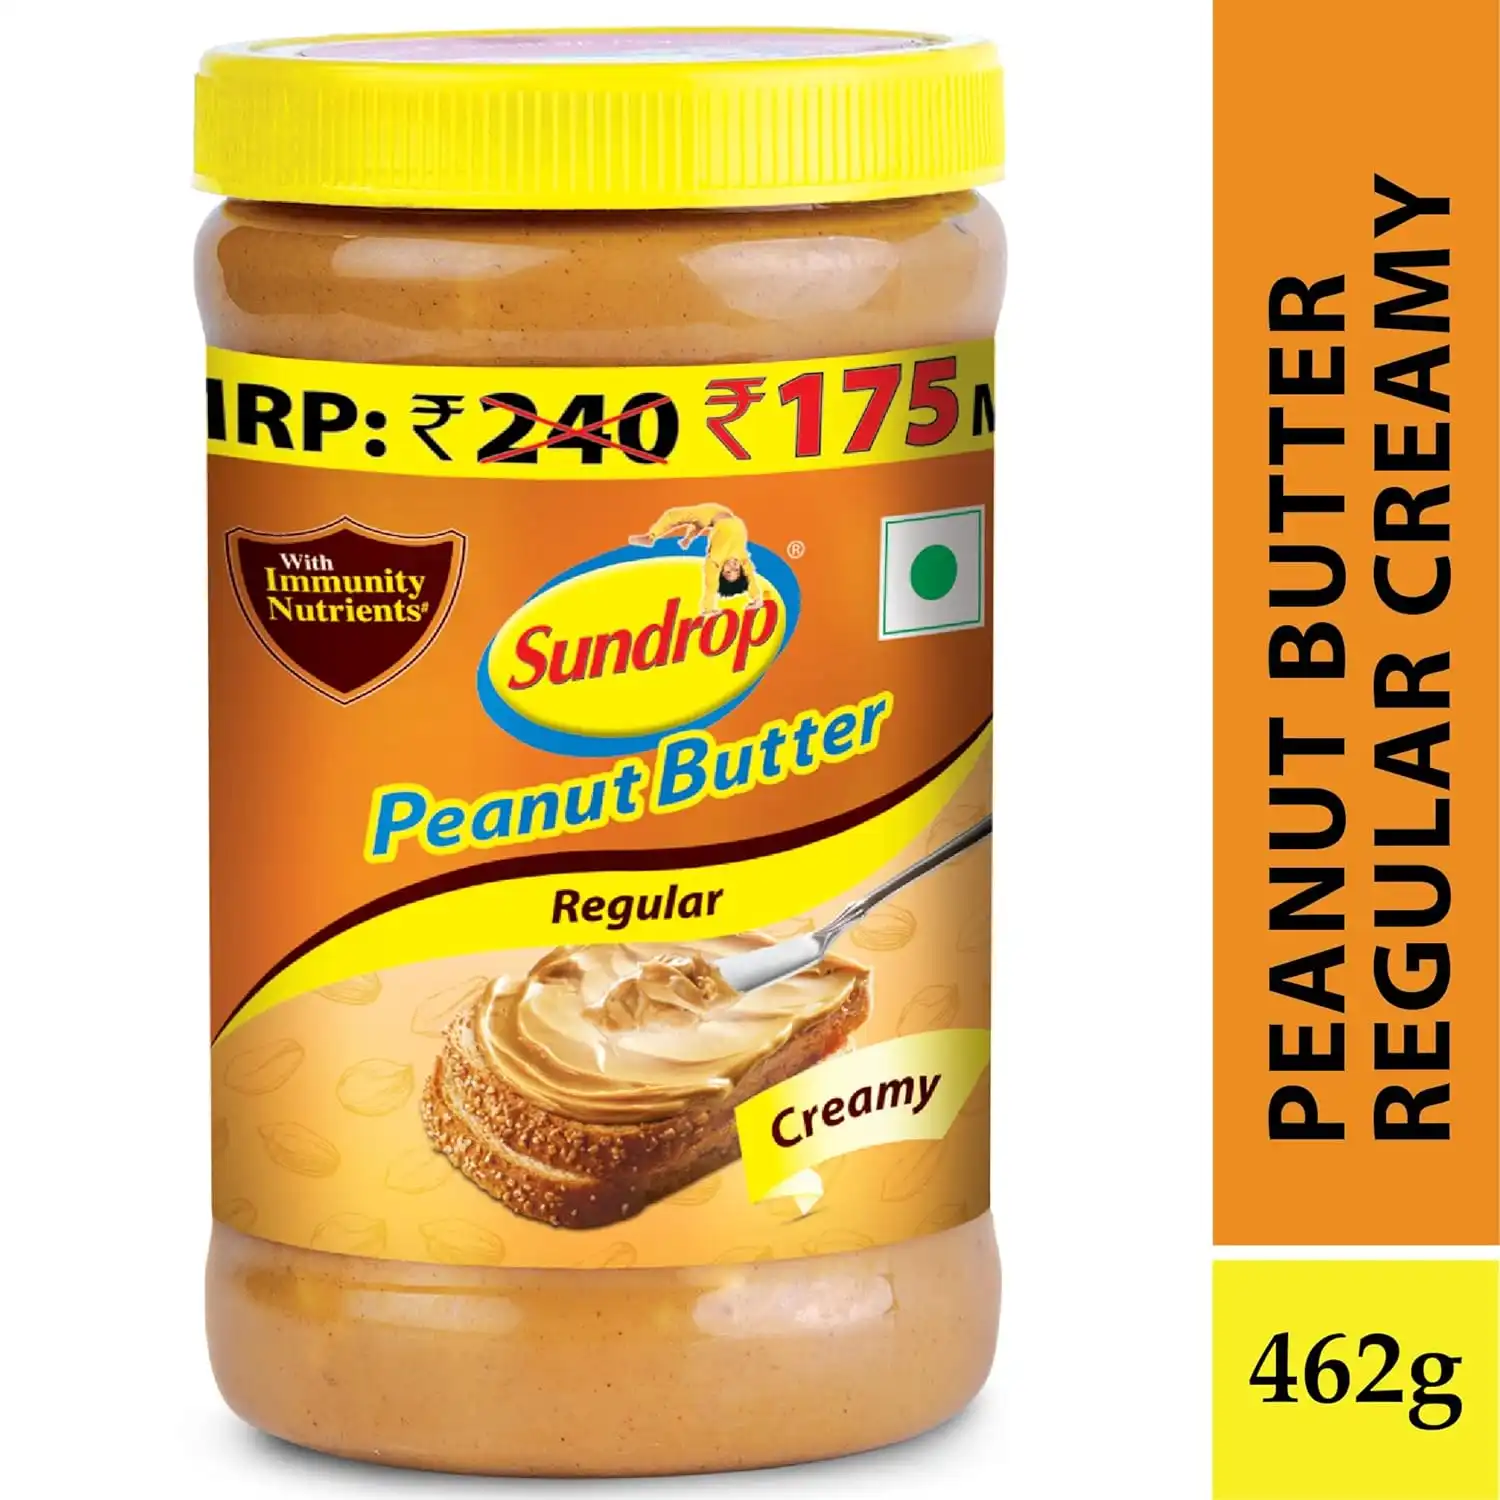 MRP: ₹ 240 ₹ 175
With
Immunity
Nutrients#
Sundrop®
Peanut Butter
Regular
Creamy
PEANUT BUTTER
REGULAR CREAMY
462g